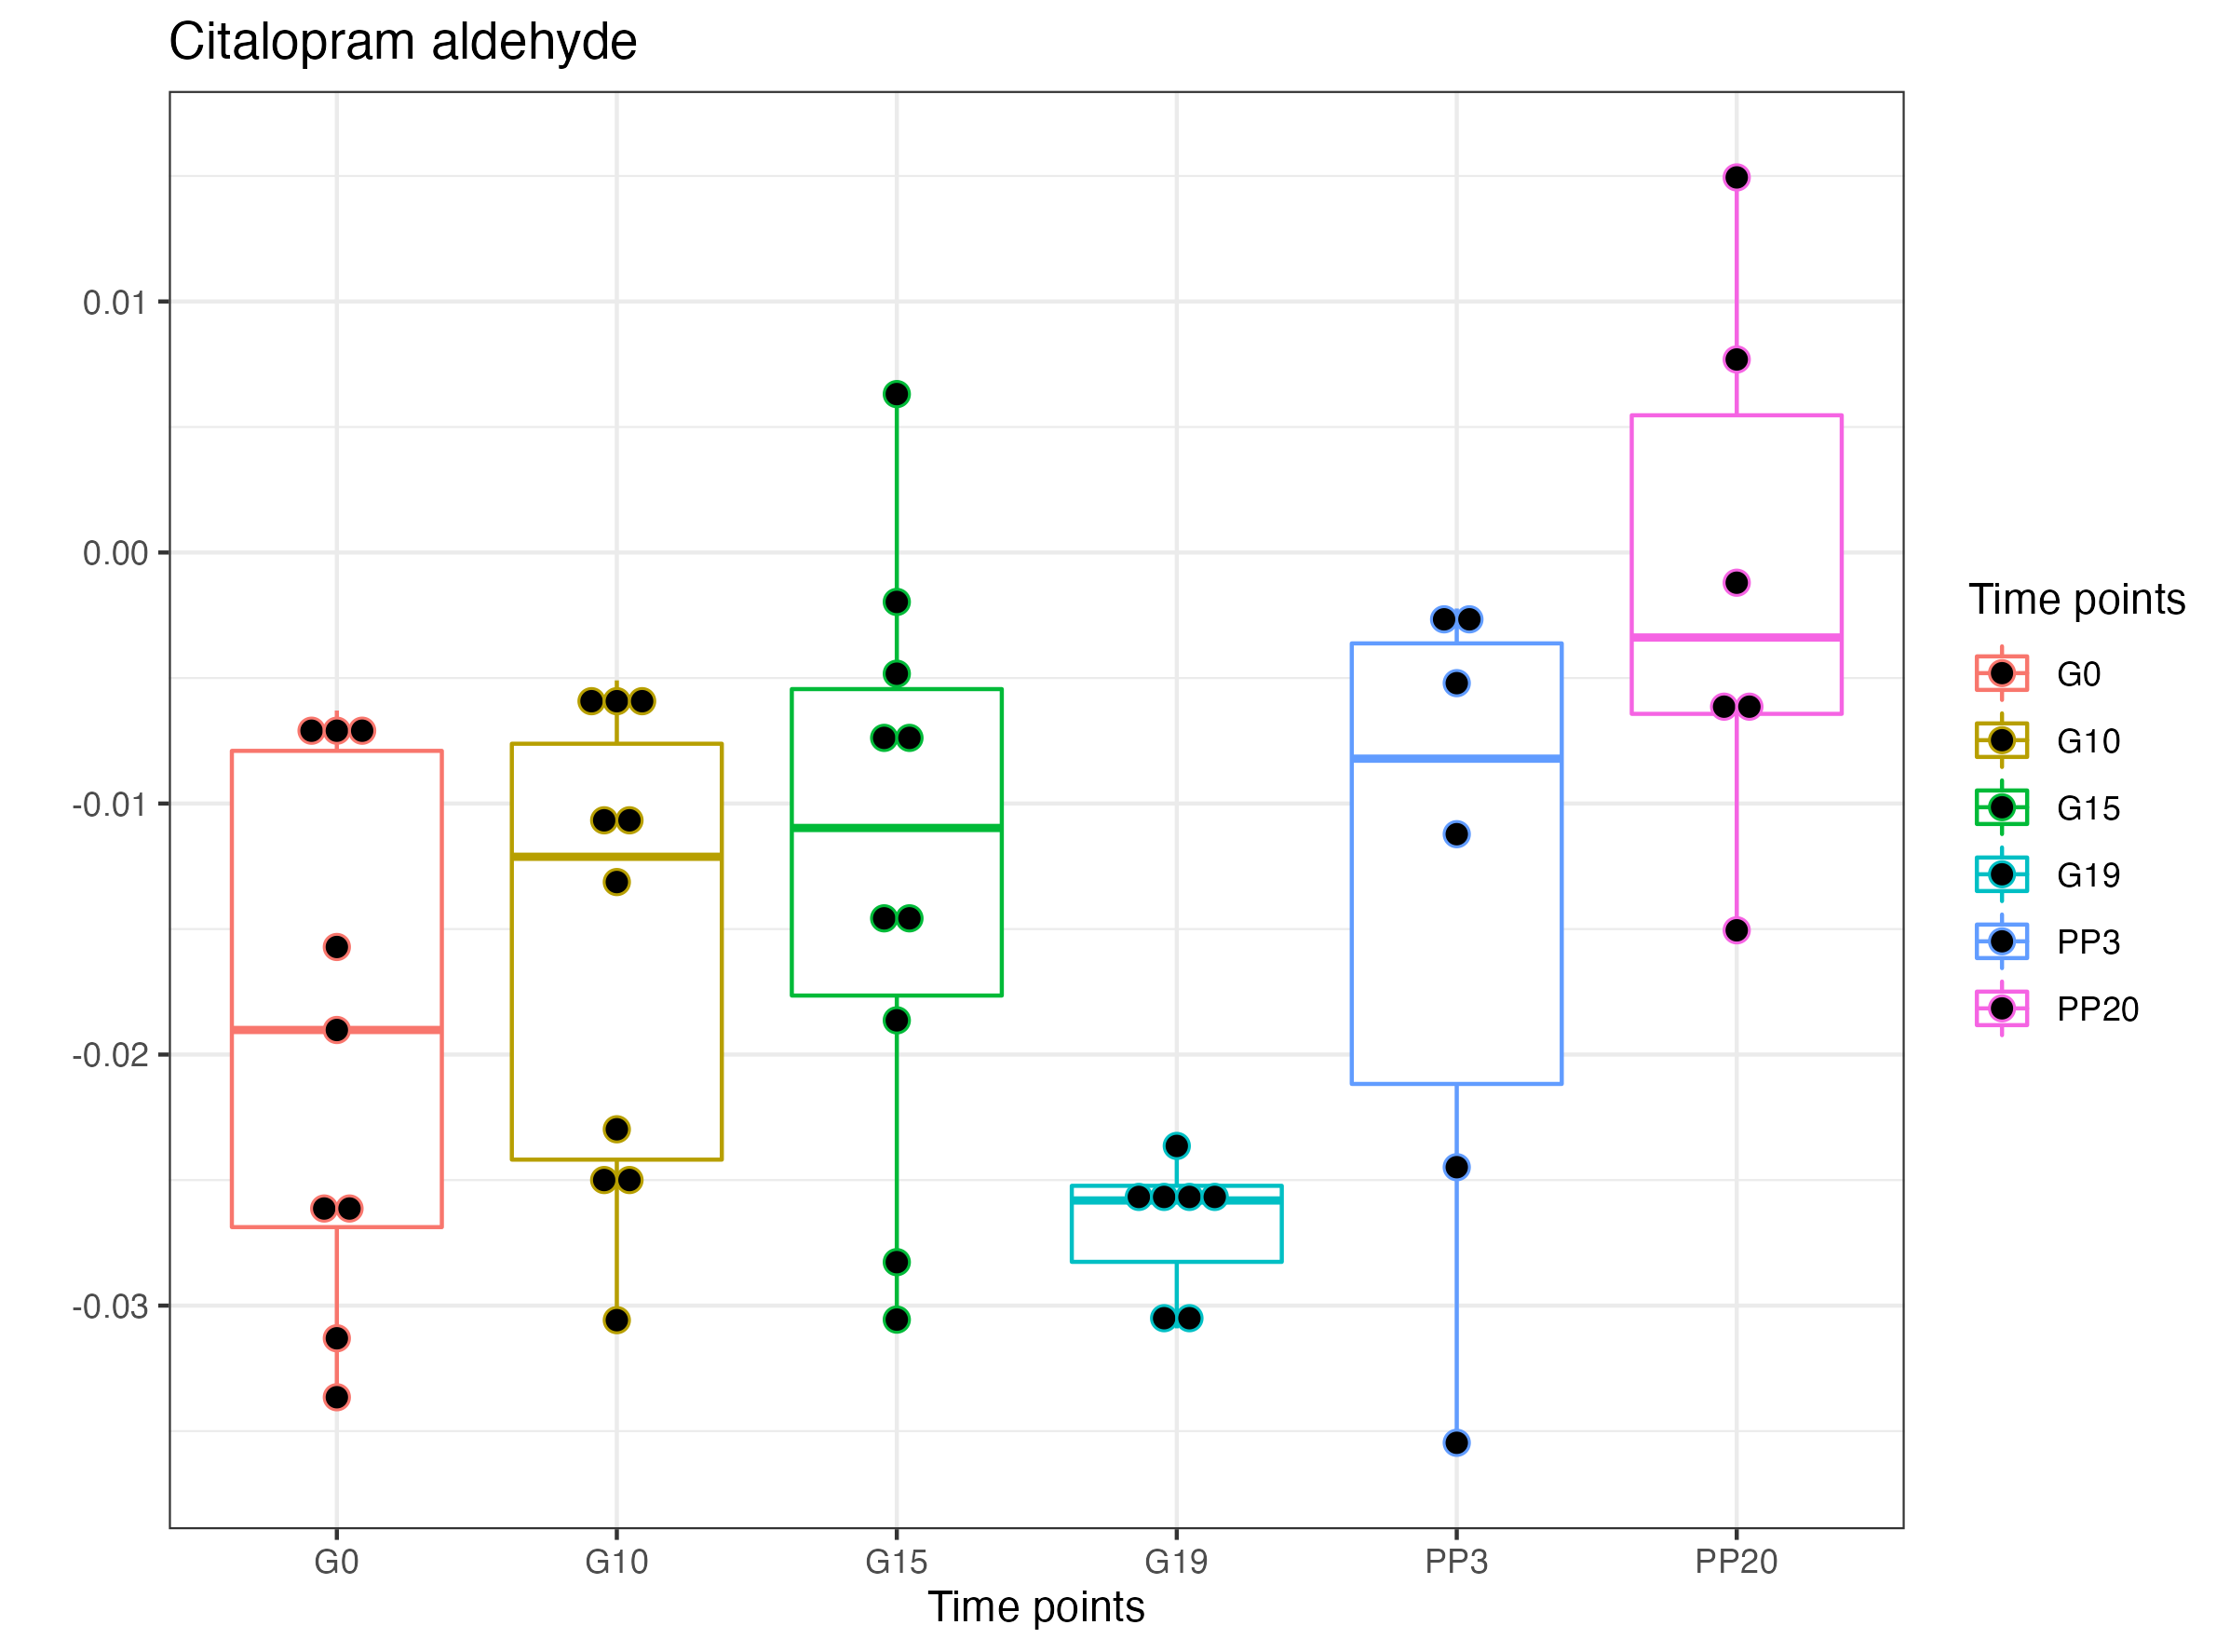 Citalopram aldehyde
0.01
0.00
-0.01
-0.02
-0.03
G0 G10 G15 G19 PP3 PP20
Time points
Time points
G0
G10
G15
G19
PP3
PP20